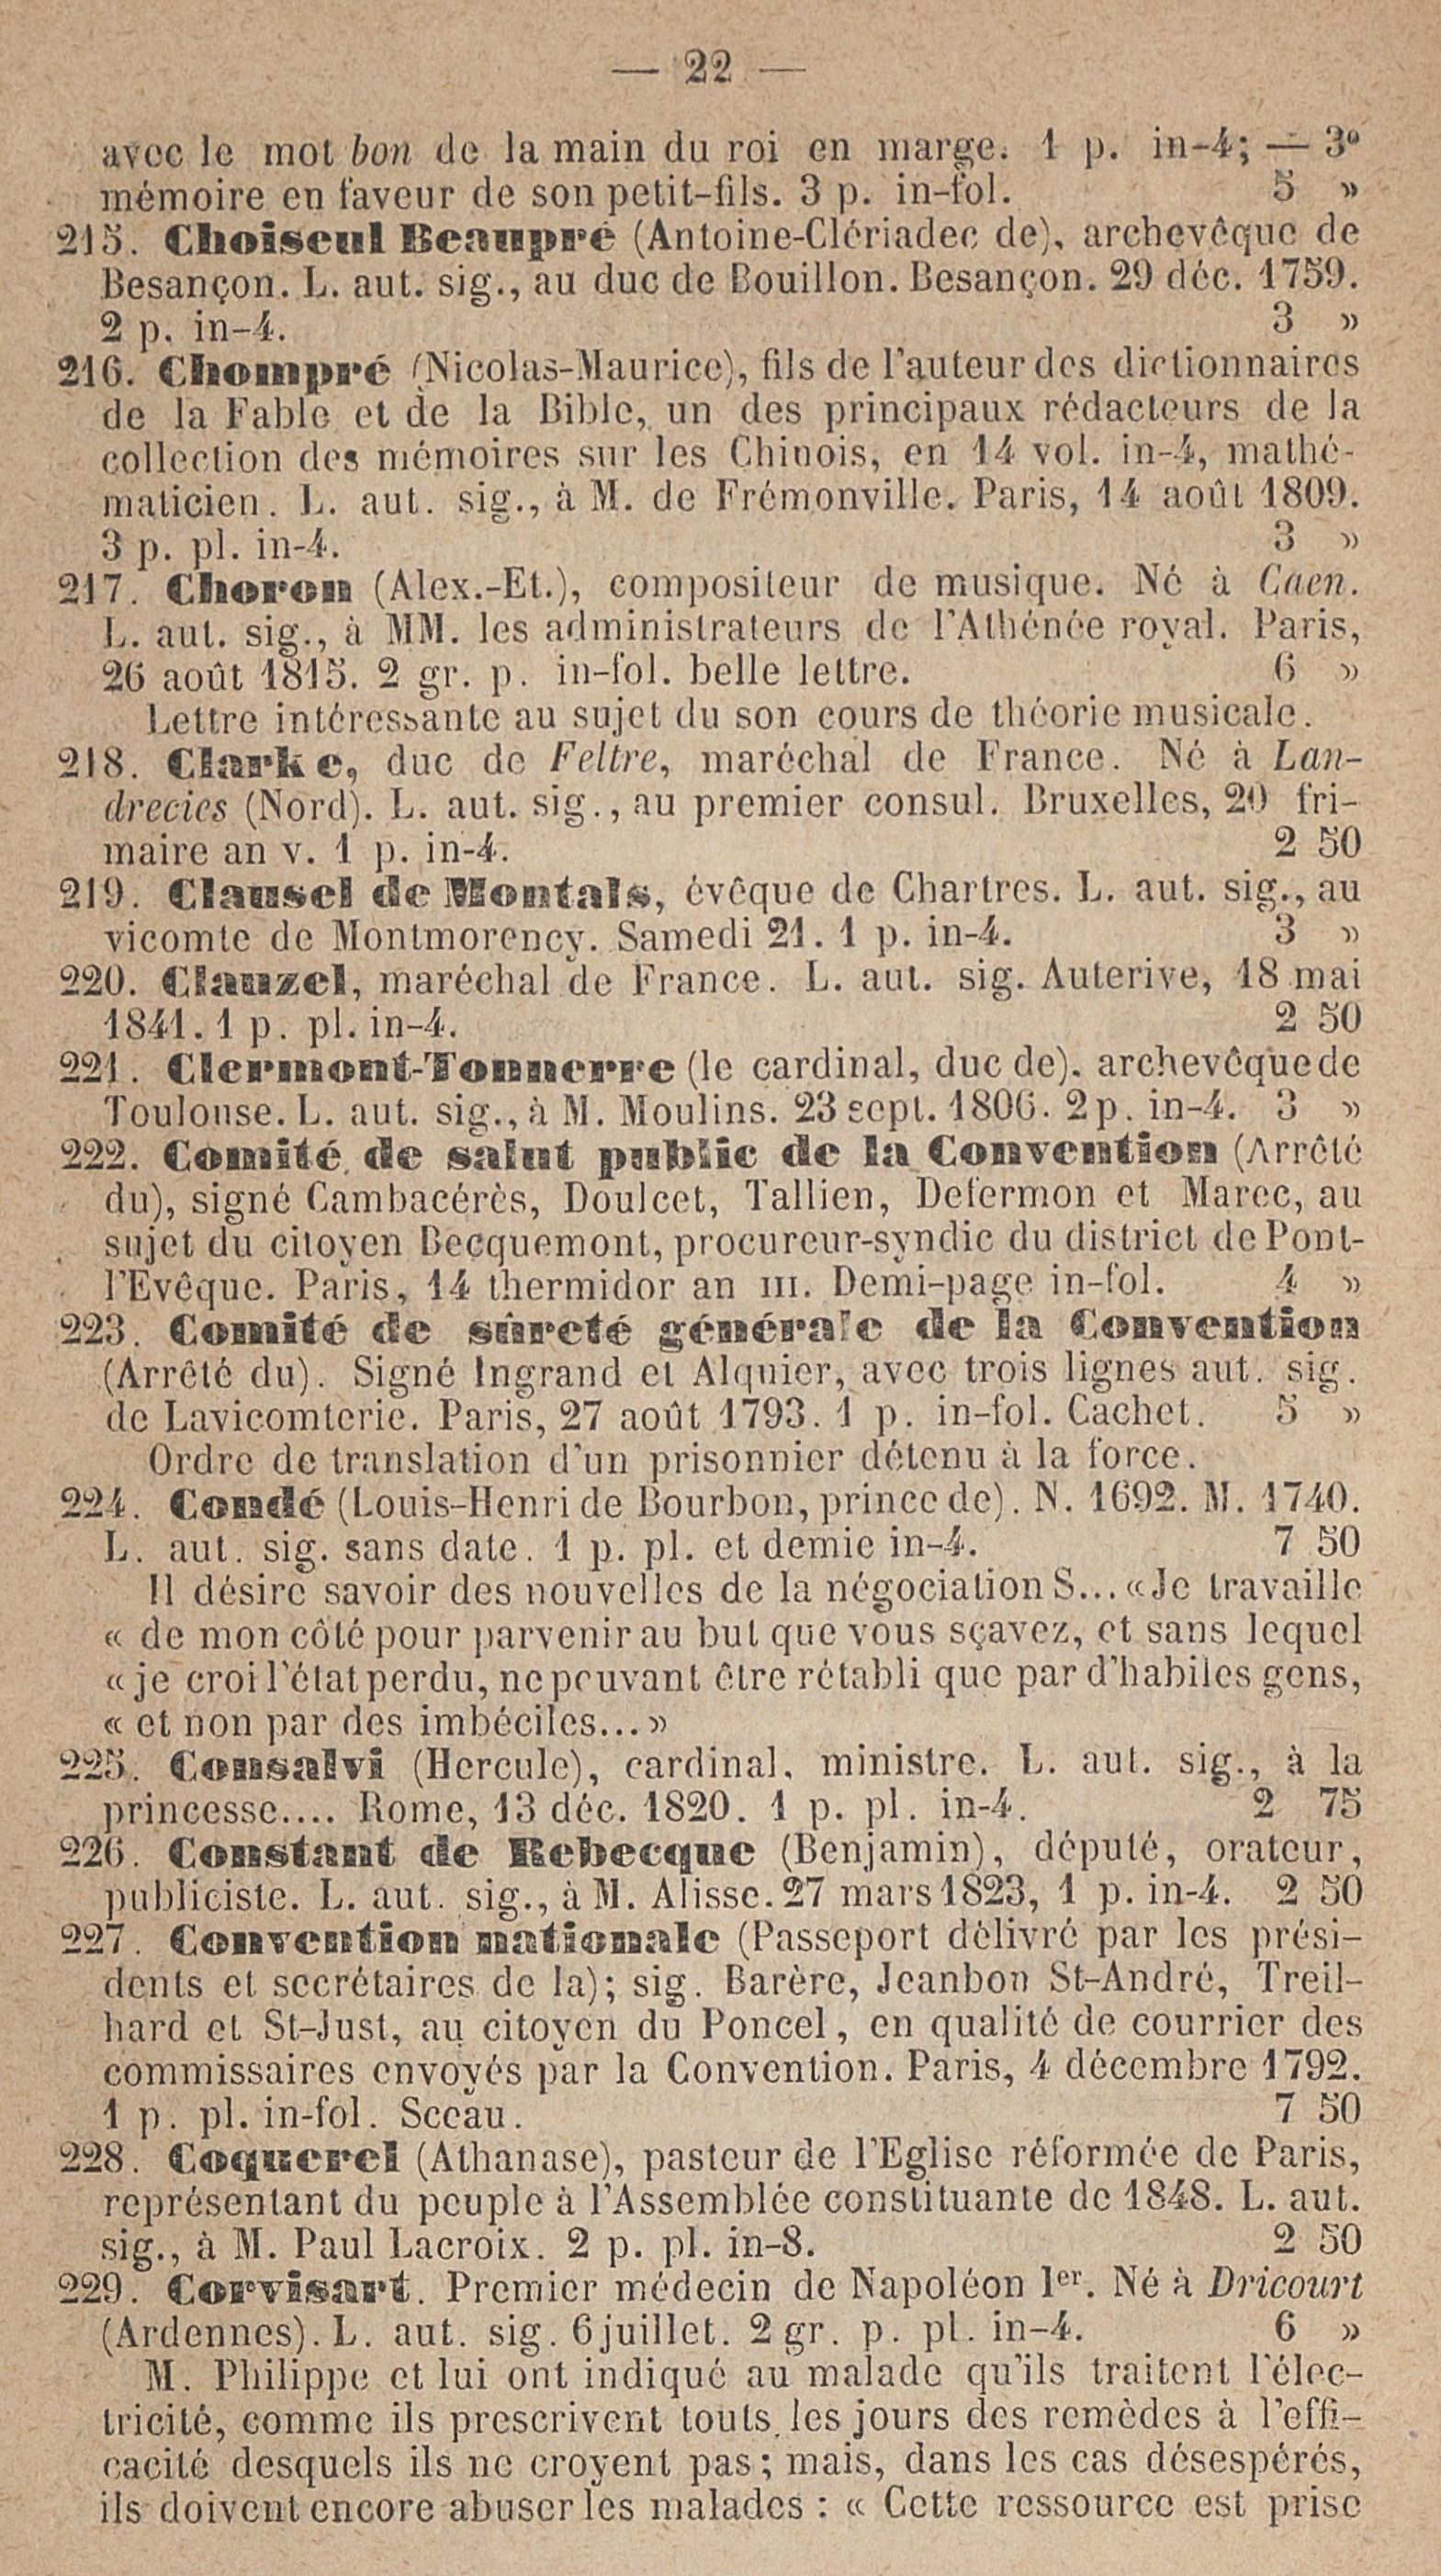 — 22 —
avec le mot bon de la main du roi en marge. 1 p. in-4; — 3°
mémoire en faveur de son petit-fils. 3 p. in-fol. 5 »
215. Choiseul Beaupré (Antoine-Clériadec de), archevêque de
Besançon. L. aut. sig., au duc de Bouillon. Besançon. 29 déc. 1759.
2 p. in-4. 3 »
216. Chompré (Nicolas-Maurice), fils de l'auteur des dictionnaires
de la Fable et de la Bible, un des principaux rédacteurs de la
collection des mémoires sur les Chinois, en 14 vol. in-4, mathé-
maticien. L. aut. sig., à M. de Frémonville. Paris, 14 août 1809.
3 p. pl. in-4. 3 »
217. Choron (Alex.-Et.), compositeur de musique. Né à Caen.
L. aut. sig., à MM. les administrateurs de l'Athénée royal. Paris,
26 août 1815. 2 gr. p. in-fol. belle lettre. 6 »
Lettre intéressante au sujet du son cours de théorie musicale.
218. Clarke, duc de Feltre, maréchal de France. Né à Lan-
drecies (Nord). L. aut. sig., au premier consul. Bruxelles, 20 fri-
maire an v. 1 p. in-4. 2 50
219. Clausel de Montals, évêque de Chartres. L. aut. sig., au
vicomte de Montmorency. Samedi 21. 1 p. in-4. 3 »
220. Clauzel, maréchal de France. L. aut. sig. Auterive, 18 mai
1841. 1 p. pl. in-4. 2 50
221. Clermont-Tonnerre (le cardinal, duc de), archevêque de
Toulouse. L. aut. sig., à M. Moulins. 23 sept. 1806. 2 p. in-4. 3 »
222. Comité de salut public de la Convention (Arrêté
du), signé Cambacérès, Doulcet, Tallien, Defermon et Marec, au
sujet du citoyen Becquemont, procureur-syndic du district de Pont-
l'Evêque. Paris, 14 thermidor an III. Demi-page in-fol. 4 »
223. Comité de sûreté générale de la Convention
(Arrêté du). Signé Ingrand et Alquier, avec trois lignes aut. sig.
de Lavicomterie. Paris, 27 août 1793. 1 p. in-fol. Cachet. 5 »
Ordre de translation d'un prisonnier détenu à la force.
224. Condé (Louis-Henri de Bourbon, prince de). N. 1692. M. 1740.
L. aut. sig. sans date. 1 p. pl. et demie in-4. 7 50
Il désire savoir des nouvelles de la négociation S... «Je travaille
« de mon côté pour parvenir au but que vous sçavez, et sans lequel
« je croi l'état perdu, ne peuvant être rétabli que par d'habiles gens,
« et non par des imbéciles...»
225. Consalvi (Hercule), cardinal, ministre. L. aut. sig., à la
princesse.... Rome, 13 déc. 1820. 1 p. pl. in-4. 2 75
226. Constant de Rebecque (Benjamin), député, orateur,
publiciste. L. aut. sig., à M. Alisse. 27 mars 1823, 1 p. in-4. 2 50
227. Convention nationale (Passeport délivré par les prési-
dents et secrétaires de la); sig. Barère, Jeanbon St-André, Treil-
hard et St-Just, au citoyen du Poncel, en qualité de courrier des
commissaires envoyés par la Convention. Paris, 4 décembre 1792.
1 p. pl. in-fol. Sceau. 7 50
228. Coquerel (Athanase), pasteur de l'Eglise réformée de Paris,
représentant du peuple à l'Assemblée constituante de 1848. L. aut.
sig., à M. Paul Lacroix. 2 p. pl. in-8. 2 50
229. Corvisart. Premier médecin de Napoléon Ier. Né à Dricourt
(Ardennes). L. aut. sig. 6 juillet. 2 gr. p. pl. in-4. 6 »
M. Philippe et lui ont indiqué au malade qu'ils traitent l'élec-
tricité, comme ils prescrivent touts les jours des remèdes à l'effi-
cacité desquels ils ne croyent pas; mais, dans les cas désespérés,
ils doivent encore abuser les malades : « Cette ressource est prise